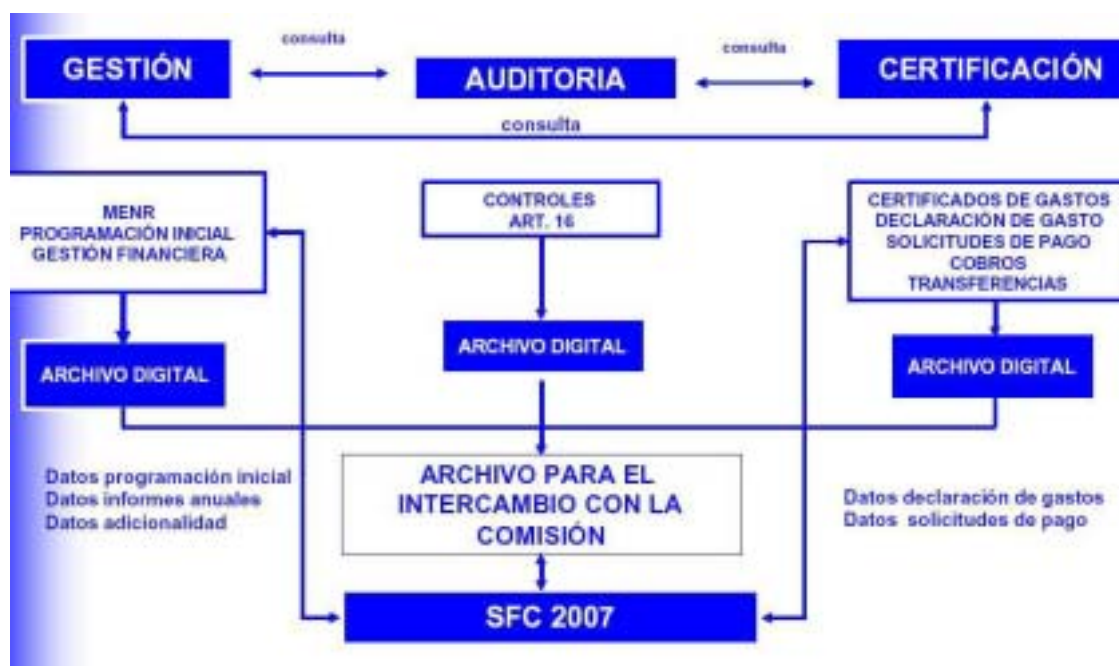 consulta
consulta
GESTIÓN
AUDITORIA
CERTIFICACIÓN
consulta
MENR
PROGRAMACIÓN INICIAL
GESTIÓN FINANCIERA
CONTROLES
ART. 16
CERTIFICADOS DE GASTOS
DECLARACIÓN DE GASTO
SOLICITUDES DE PAGO
COBROS
TRANSFERENCIAS
ARCHIVO DIGITAL
ARCHIVO DIGITAL
ARCHIVO DIGITAL
Datos programación inicial
Datos informes anuales
Datos adicionalidad
ARCHIVO PARA EL
INTERCAMBIO CON LA
COMISIÓN
Datos declaración de gastos
Datos solicitudes de pago
SFC 2007